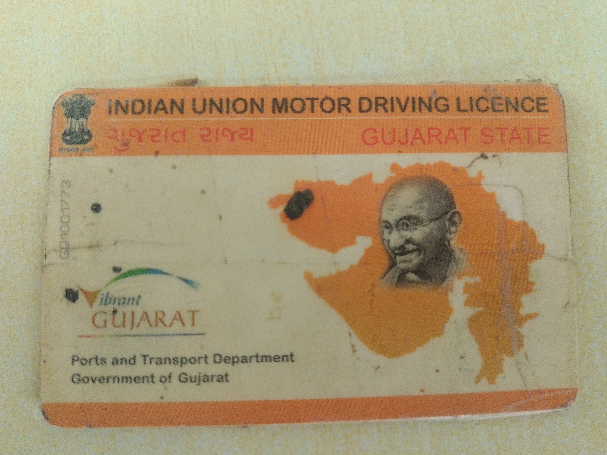 INDIAN UNION MOTOR DRIVING LICENCE
ગુજરાત રાજ્ય GUJARAT STATE
Vibrant
GUJARAT
Ports and Transport Department
Government of Gujarat